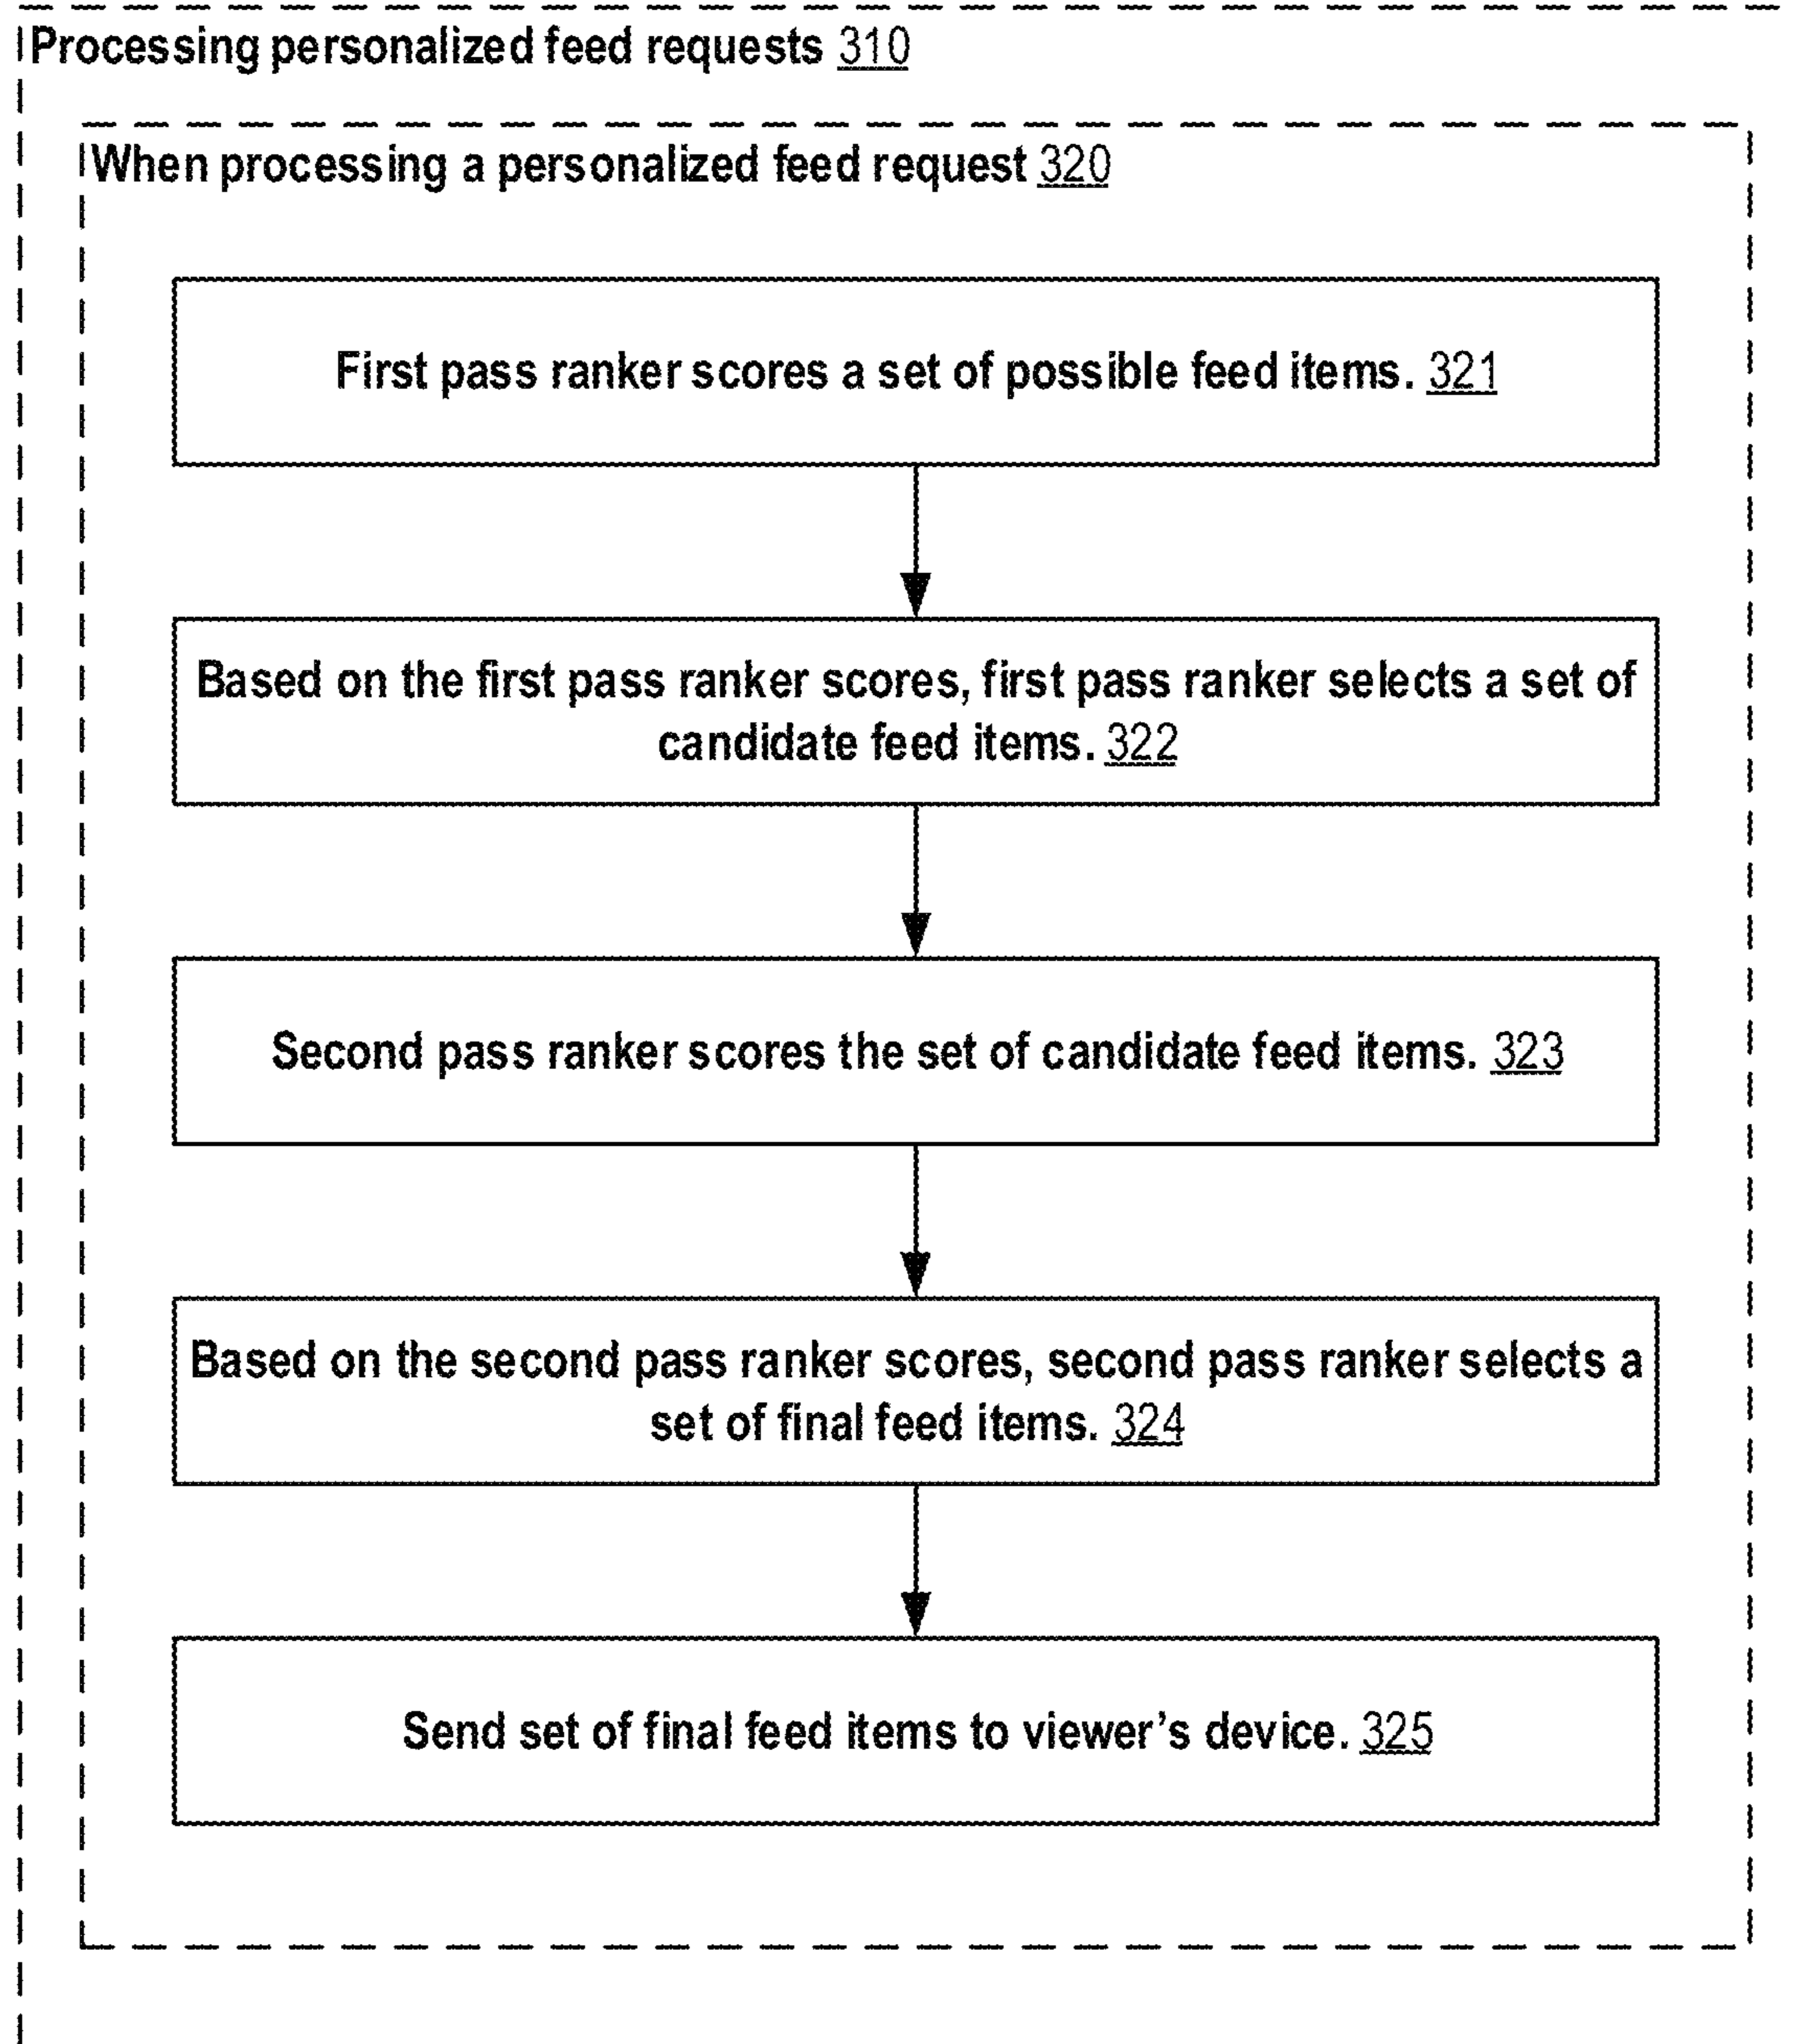 Processing personalized feed requests 310
When processing a personalized feed request 320
First pass ranker scores a set of possible feed items. 321
Based on the first pass ranker scores, first pass ranker selects a set of
candidate feed items. 322
Second pass ranker scores the set of candidate feed items. 323
Based on the second pass ranker scores, second pass ranker selects a
set of final feed items. 324
Send set of final feed items to viewer’s device. 325